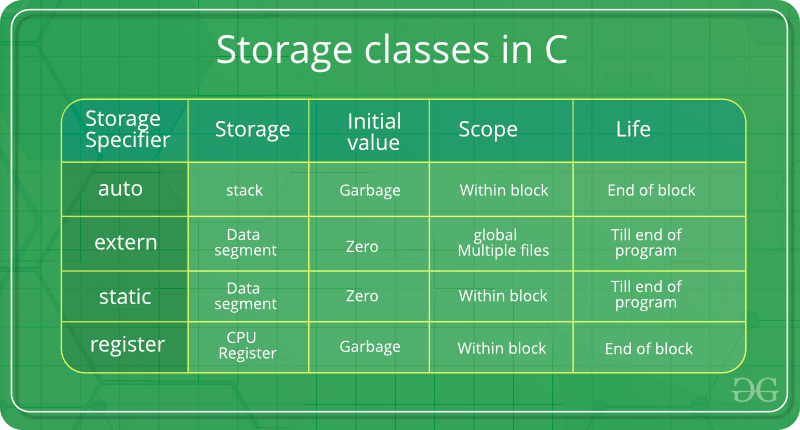 Storage classes in C
Storage
Specifier
Storage
Initial
value
Scope
Life
auto
stack
Garbage
Within block
End of block
extern
Data
segment
Zero
global
Multiple files
Till end of
program
static
Data
segment
Zero
Within block
Till end of
program
register
CPU
Register
Garbage
Within block
End of block